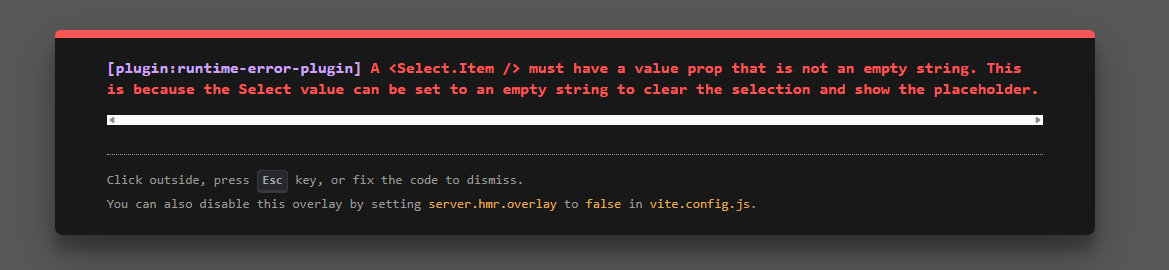 [plugin:runtime-error-plugin] A <Select.Item /> must have a value prop that is not an empty string. This
is because the Select value can be set to an empty string to clear the selection and show the placeholder.
Click outside, press Esc key, or fix the code to dismiss.
You can also disable this overlay by setting server.hmr.overlay to false in vite.config.js.